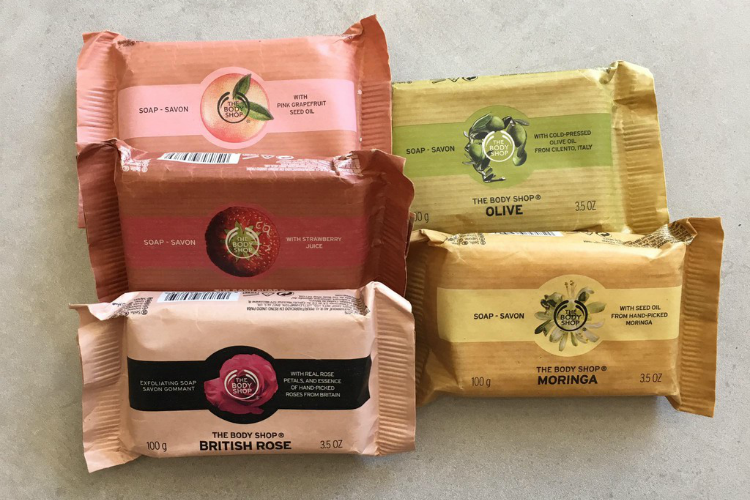 SOAP - SAVON
THE
BODY
SHOP
WITH
PINK GRAPEFRUIT
SEED OIL
SOAP - SAVON
THE
BODY
SHOP
WITH COLD-PRESSED
OLIVE OIL
FROM CILENTO, ITALY
THE BODY SHOP®
OLIVE
3.5 OZ
SOAP - SAVON
THE
BODY
SHOP
WITH STRAWBERRY
JUICE
SOAP - SAVON
THE
BODY
SHOP
WITH SEED OIL
FROM HAND-PICKED
MORINGA
100 g
THE BODY SHOP®
MORINGA
3.5 OZ
EXFOLIATING SOAP
SAVON GOMMANT
THE
BODY
SHOP
WITH REAL ROSE
PETALS, AND ESSENCE
OF HAND-PICKED
ROSES FROM BRITAIN
100 g
THE BODY SHOP®
BRITISH ROSE
3.5 OZ